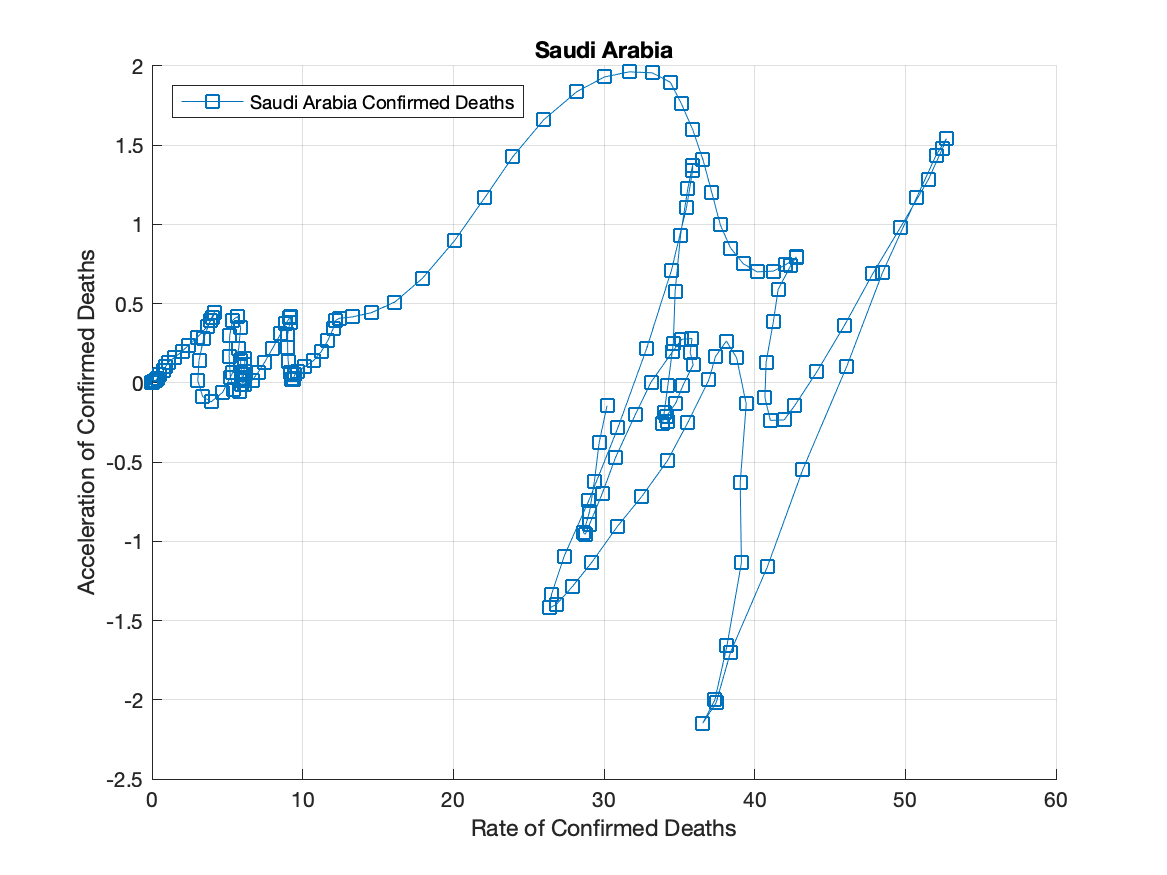 Saudi Arabia
Saudi Arabia Confirmed Deaths
2
1.5
1
0.5
0
-0.5
-1
-1.5
-2
-2.5
Acceleration of Confirmed Deaths
0 10 20 30 40 50 60
Rate of Confirmed Deaths